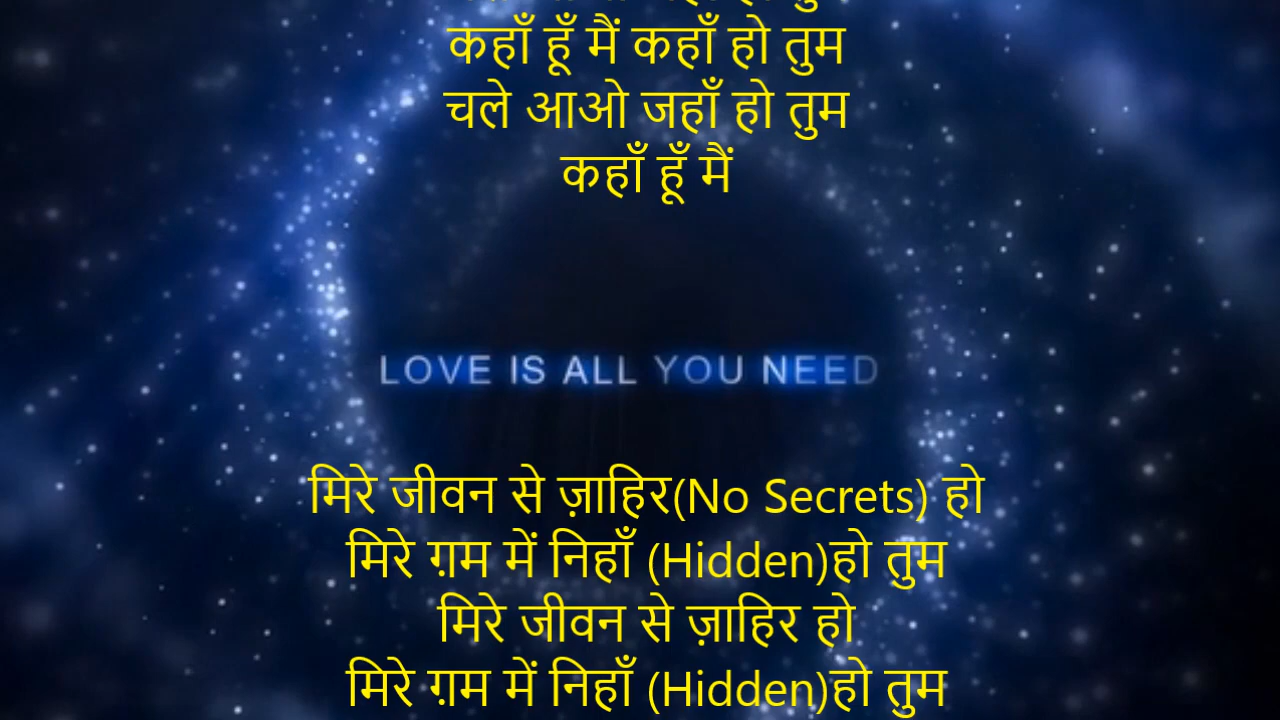 कहाँ हूँ मैं कहाँ हो तुम
चले आओ जहाँ हो तुम
कहाँ हूँ मैं
LOVE IS ALL YOU NEED
मिरे जीवन से ज़ाहिर(No Secrets) हो
मिरे ग़म में निहाँ (Hidden)हो तुम
मिरे जीवन से ज़ाहिर हो
मिरे ग़म में निहाँ (Hidden)हो तुम